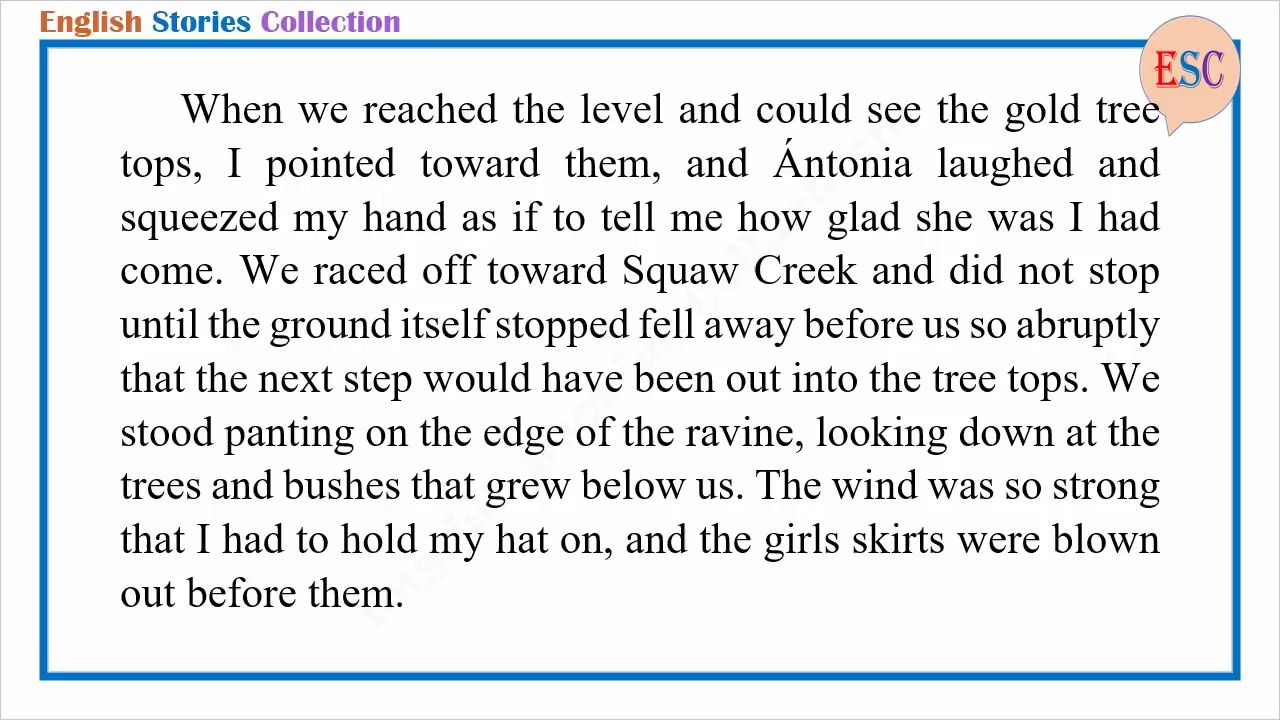 English Stories Collection
ESC
When we reached the level and could see the gold tree
tops, I pointed toward them, and Ántonia laughed and
squeezed my hand as if to tell me how glad she was I had
come. We raced off toward Squaw Creek and did not stop
until the ground itself stopped fell away before us so abruptly
that the next step would have been out into the tree tops. We
stood panting on the edge of the ravine, looking down at the
trees and bushes that grew below us. The wind was so strong
that I had to hold my hat on, and the girls skirts were blown
out before them.